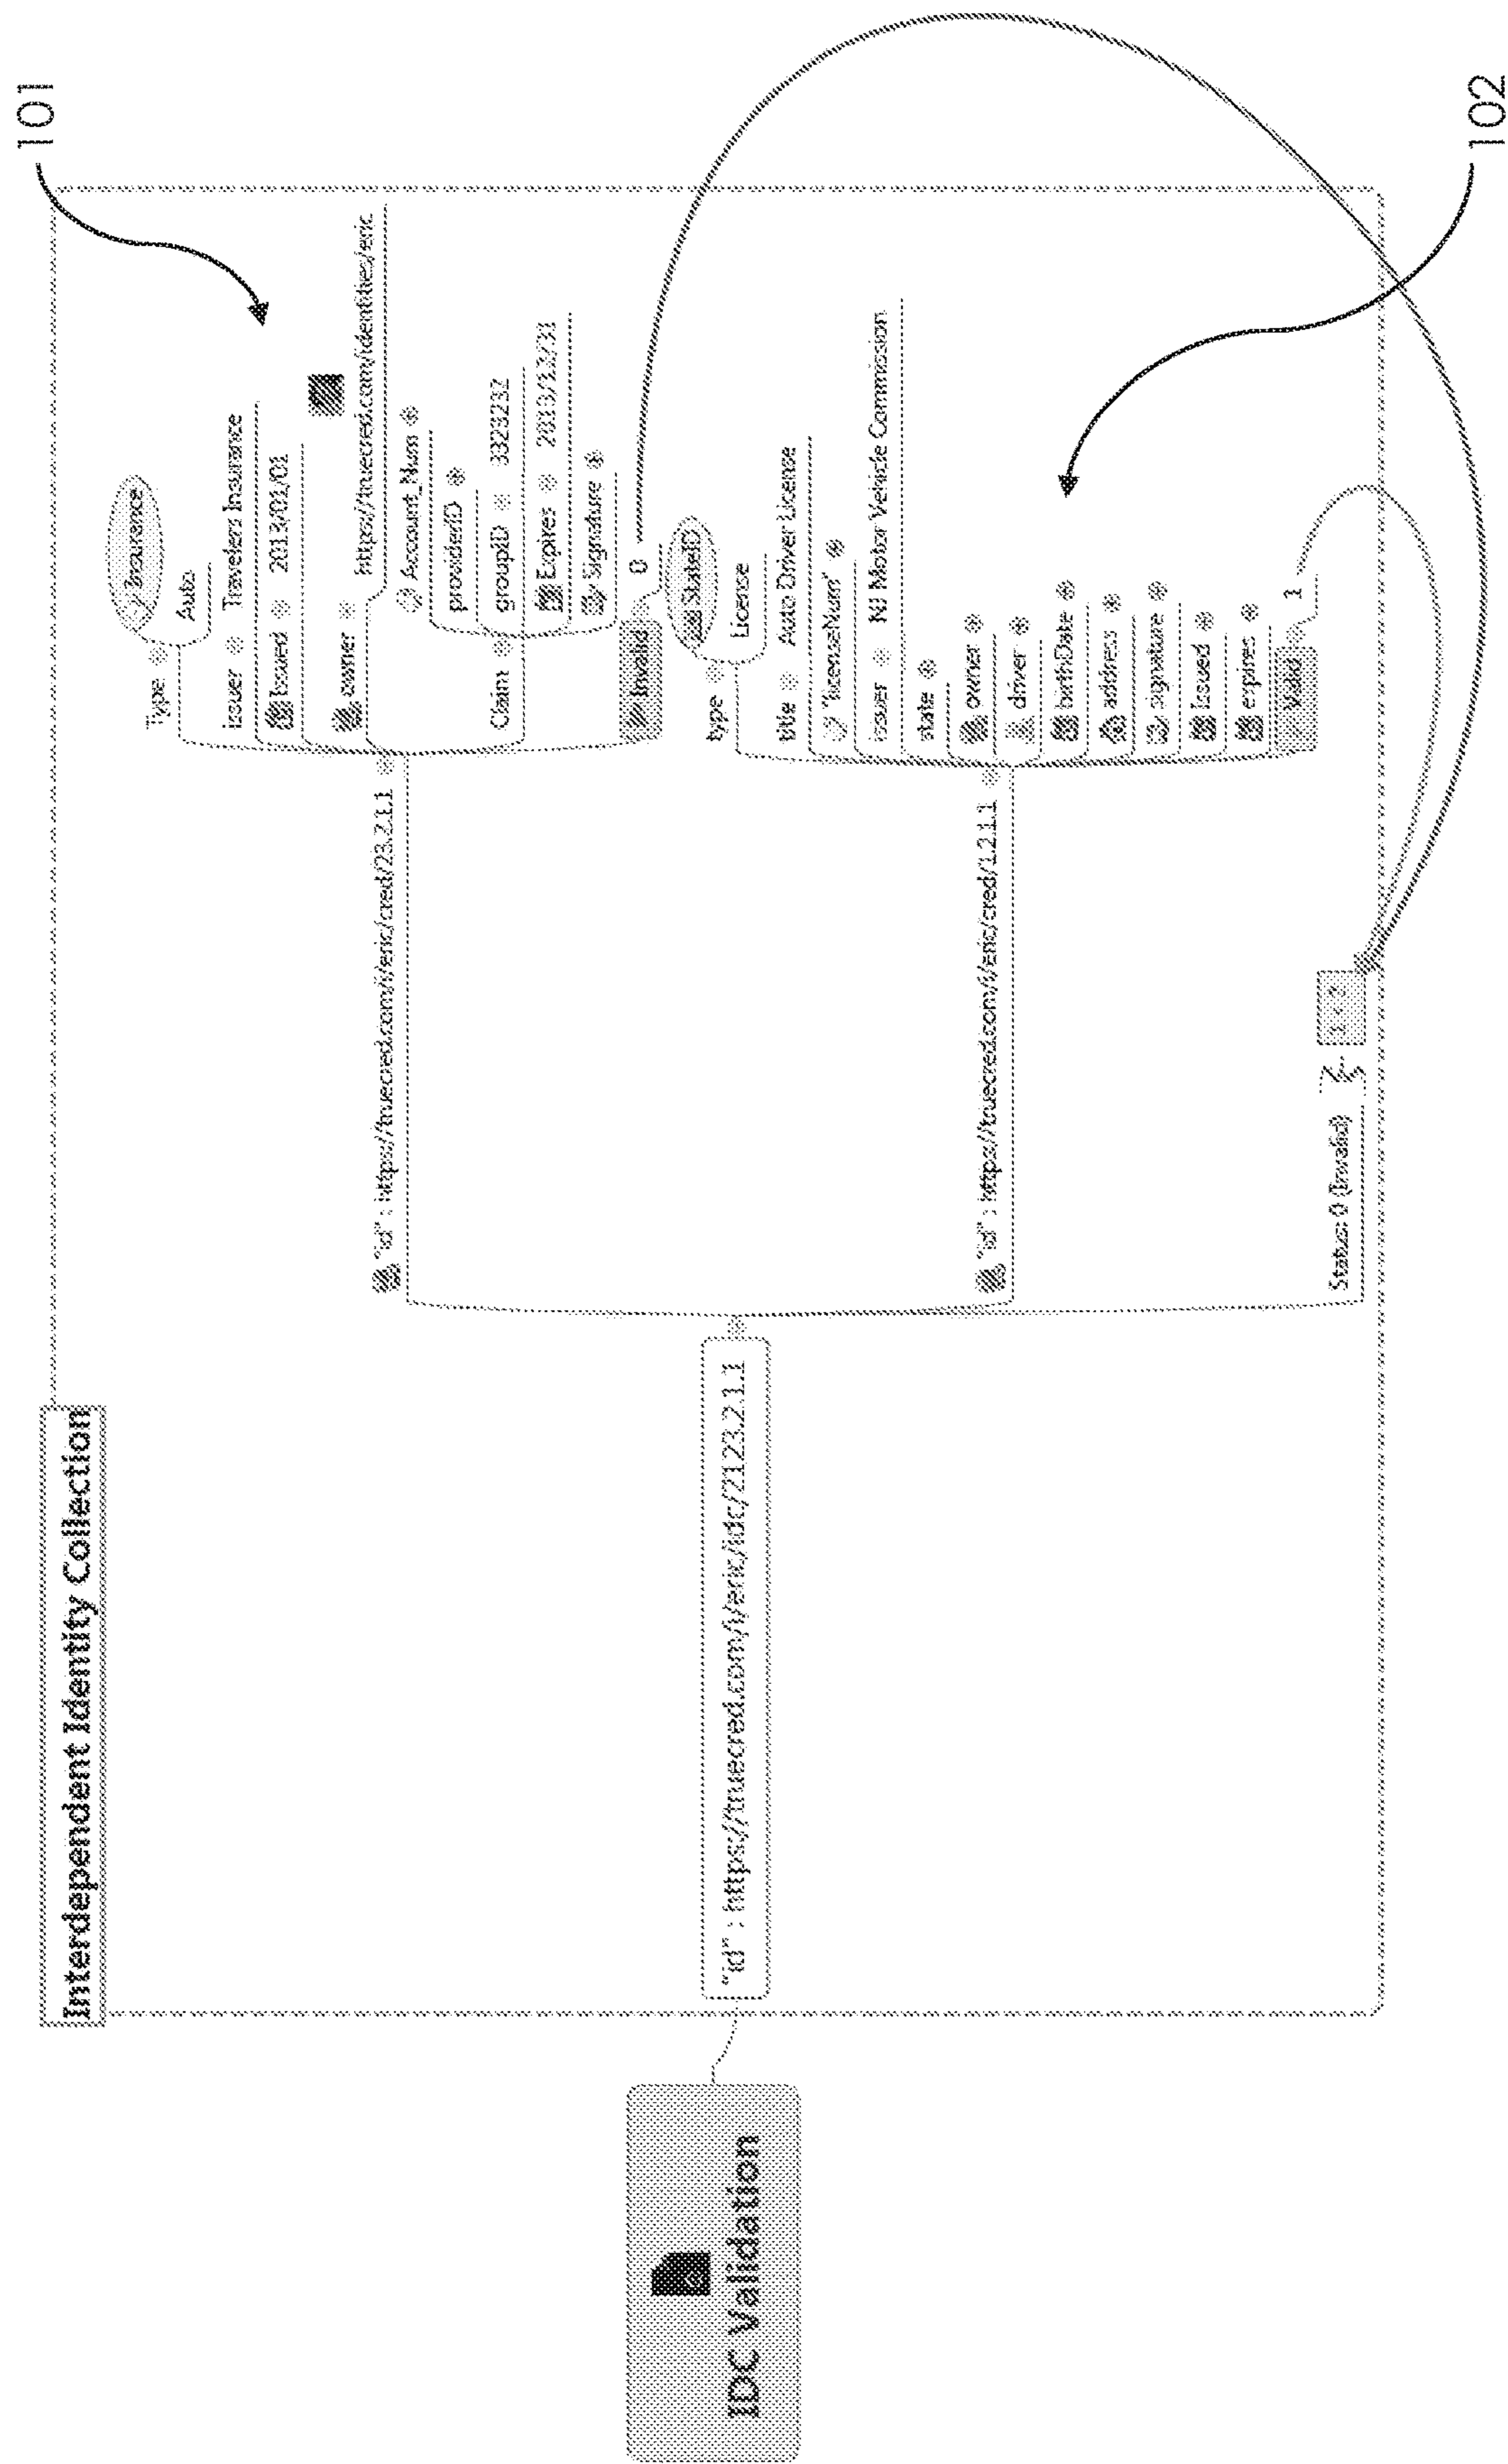 Interdependent Identity Collection
101
Type
Insurance
Auto
issuer Travelers Insurance
Issued 2013/01/01
owner
https://truecred.com/identities/eric
"id" : https://truecred.com/i/eric/cred/23.2.1.1
Claim
Account_Num
providerID
groupID 3323232
Expires 2013/12/31
Signature
Invalid 0
IDC Validation
"id" : https://truecred.com/i/eric/idc/2123.2.1.1
type
StateID
License
title Auto Driver License
"licenseNum"
issuer NJ Motor Vehicle Commission
state
"id" : https://truecred.com/i/eric/cred/1.2.1.1
owner
driver
birthDate
address
signature
Issued
expires
Valid 1
Status: 0 (Invalid) 1 < 2
102